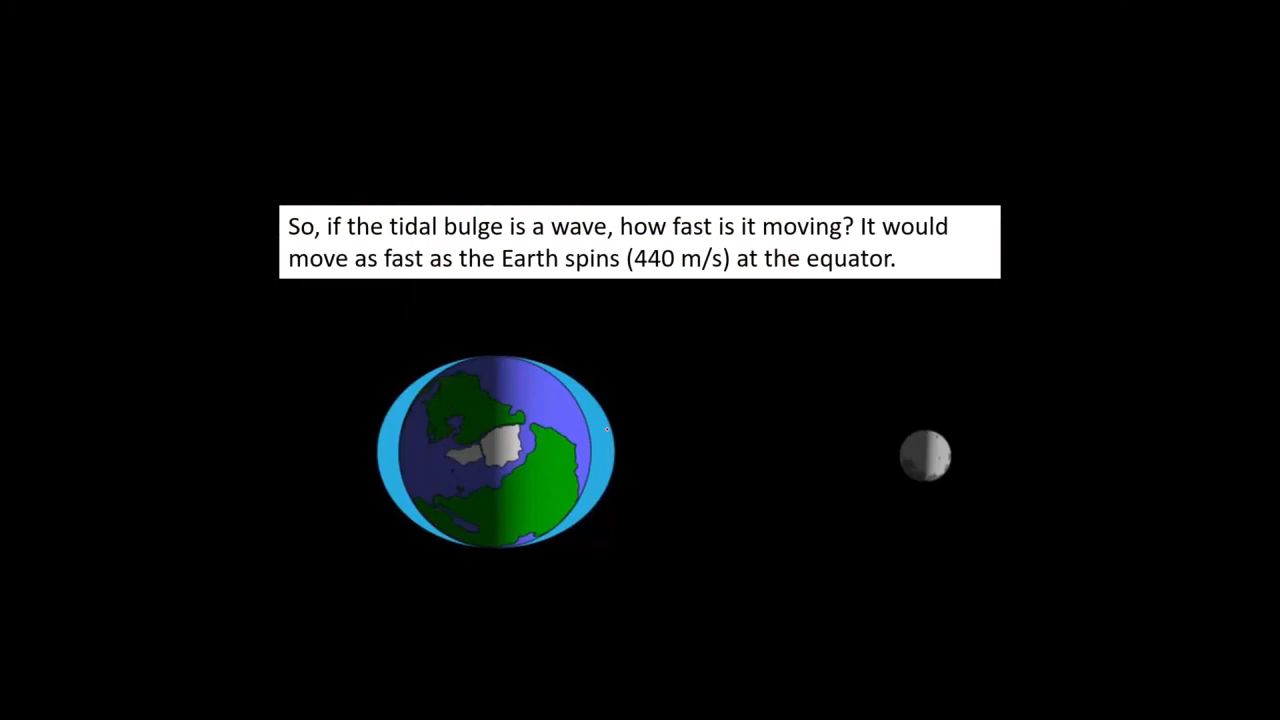 So, if the tidal bulge is a wave, how fast is it moving? It would
move as fast as the Earth spins (440 m/s) at the equator.